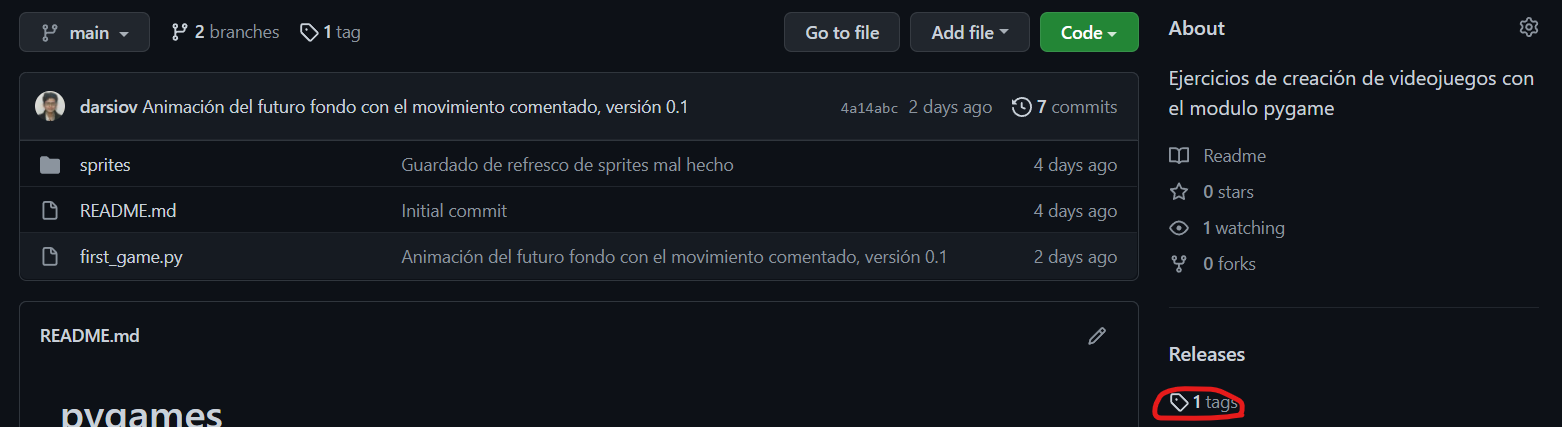 main 2 branches 1 tag Go to file Add file Code
darsiov Animación del futuro fondo con el movimiento comentado, versión 0.1 4a14abc 2 days ago 7 commits
sprites Guardado de refresco de sprites mal hecho 4 days ago
README.md Initial commit 4 days ago
first_game.py Animación del futuro fondo con el movimiento comentado, versión 0.1 2 days ago
README.md
pygames
About
Ejercicios de creación de videojuegos con
el modulo pygame
Readme
0 stars
1 watching
0 forks
Releases
1 tags